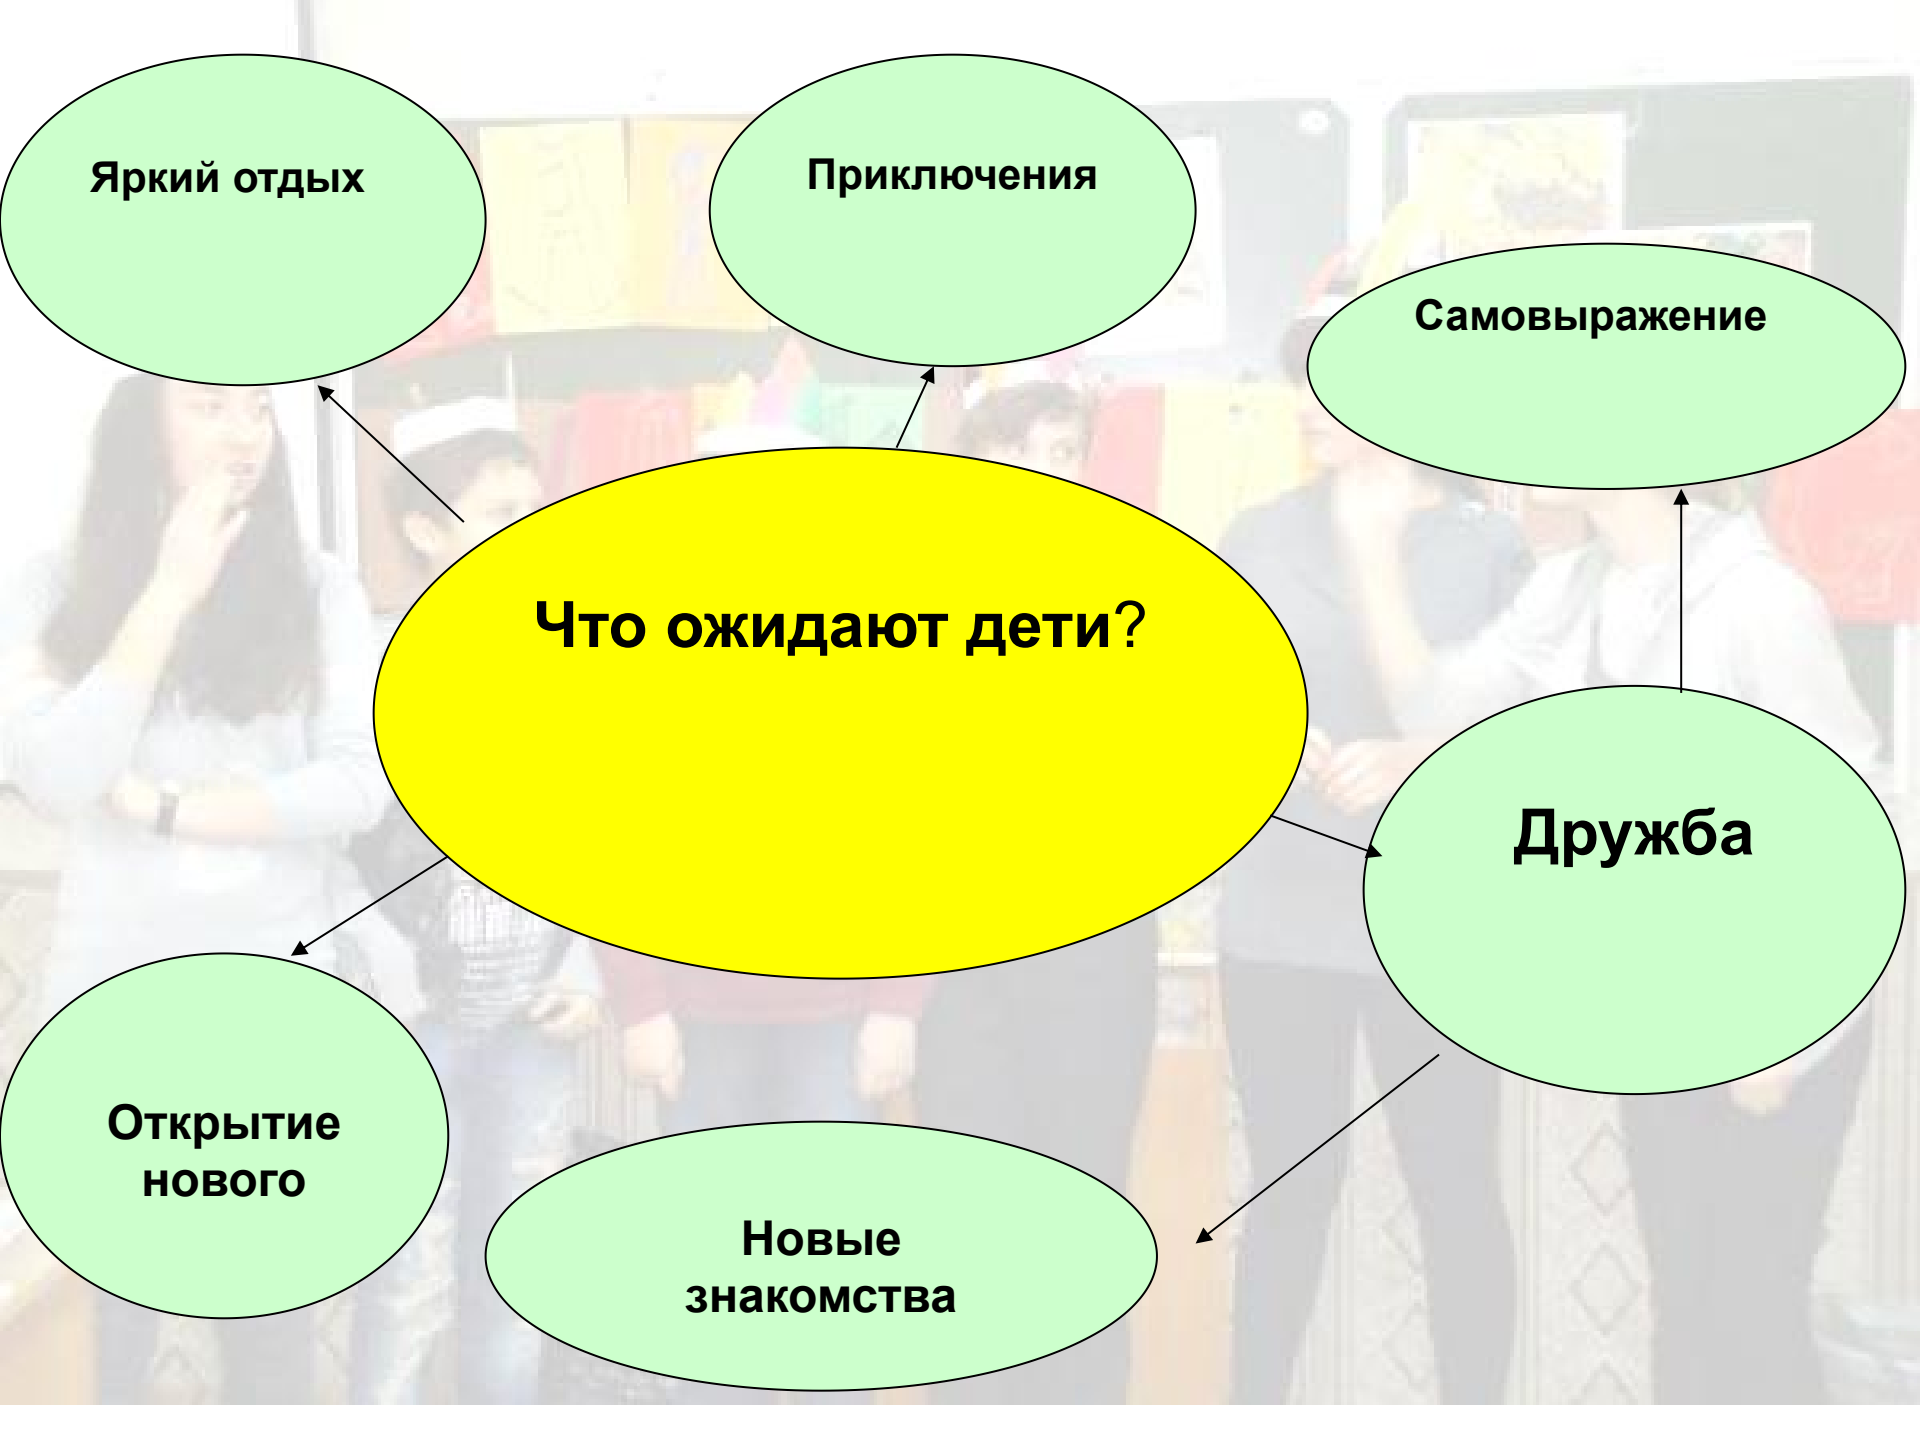 Яркий отдых
Приключения
Самовыражение
Что ожидают дети?
Дружба
Открытие
нового
Новые
знакомства